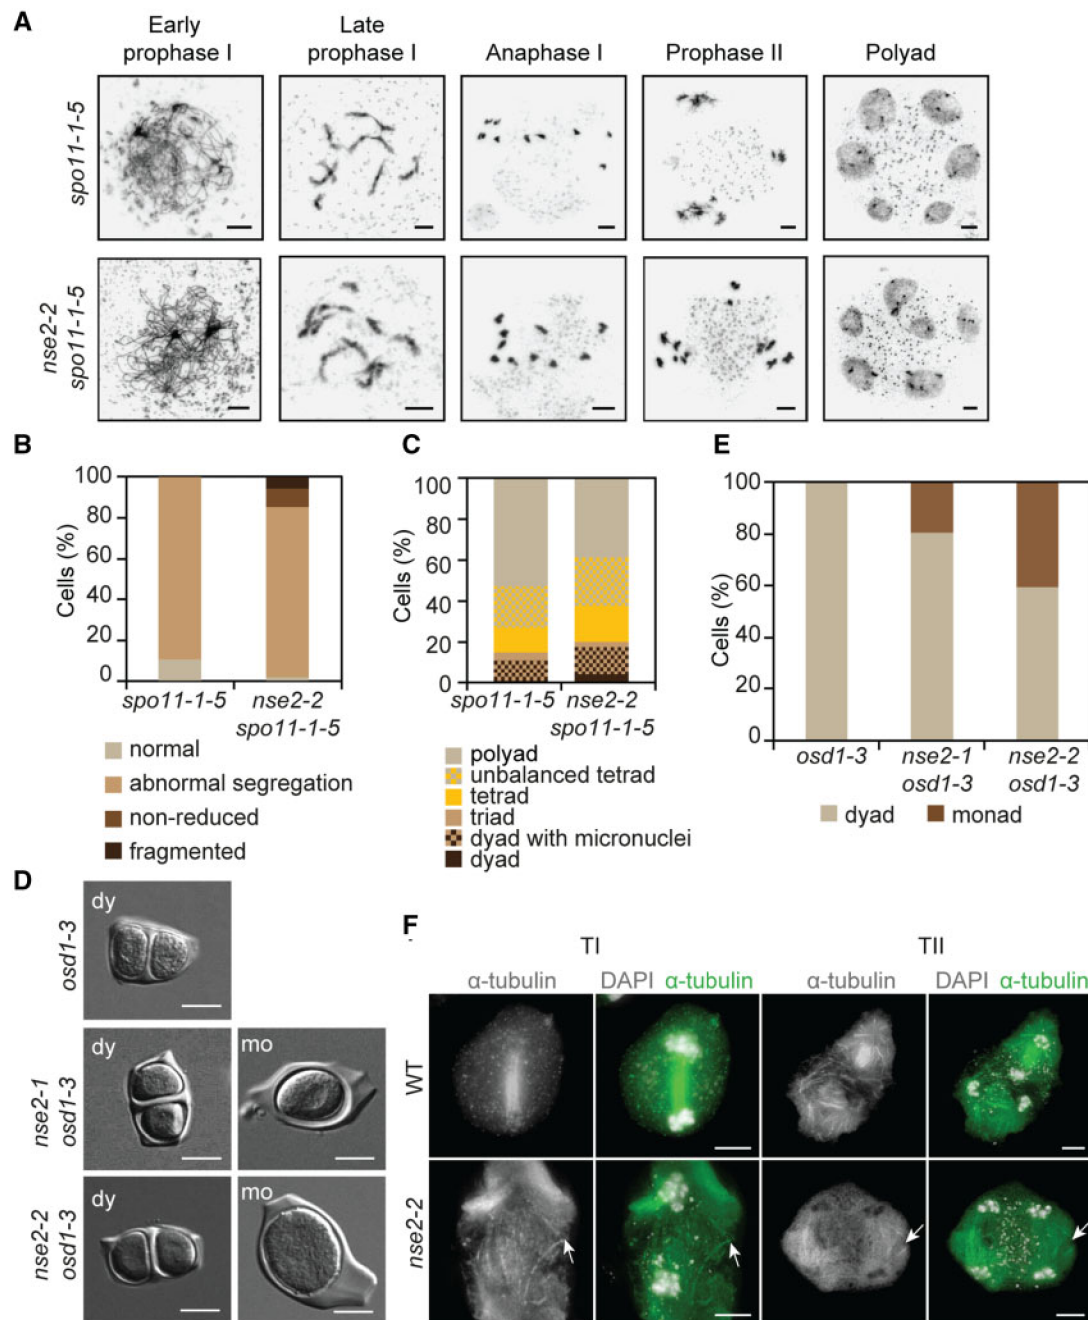 A
Early
prophase I
Late
prophase I
Anaphase I
Prophase II
Polyad
spo11-1-5
nse2-2
spo11-1-5
B
100
80
60
40
20
0
Cells (%)
spo11-1-5
nse2-2
spo11-1-5
normal
abnormal segregation
non-reduced
fragmented
C
100
80
60
40
20
0
Cells (%)
spo11-1-5
nse2-2
spo11-1-5
polyad
unbalanced tetrad
tetrad
triad
dyad with micronuclei
dyad
E
100
80
60
40
20
0
Cells (%)
osd1-3
nse2-1
osd1-3
nse2-2
osd1-3
dyad
monad
D
osd1-3
dy
nse2-1
osd1-3
dy
mo
nse2-2
osd1-3
dy
mo
F
TI
TII
α-tubulin
DAPI α-tubulin
α-tubulin
DAPI α-tubulin
WT
nse2-2